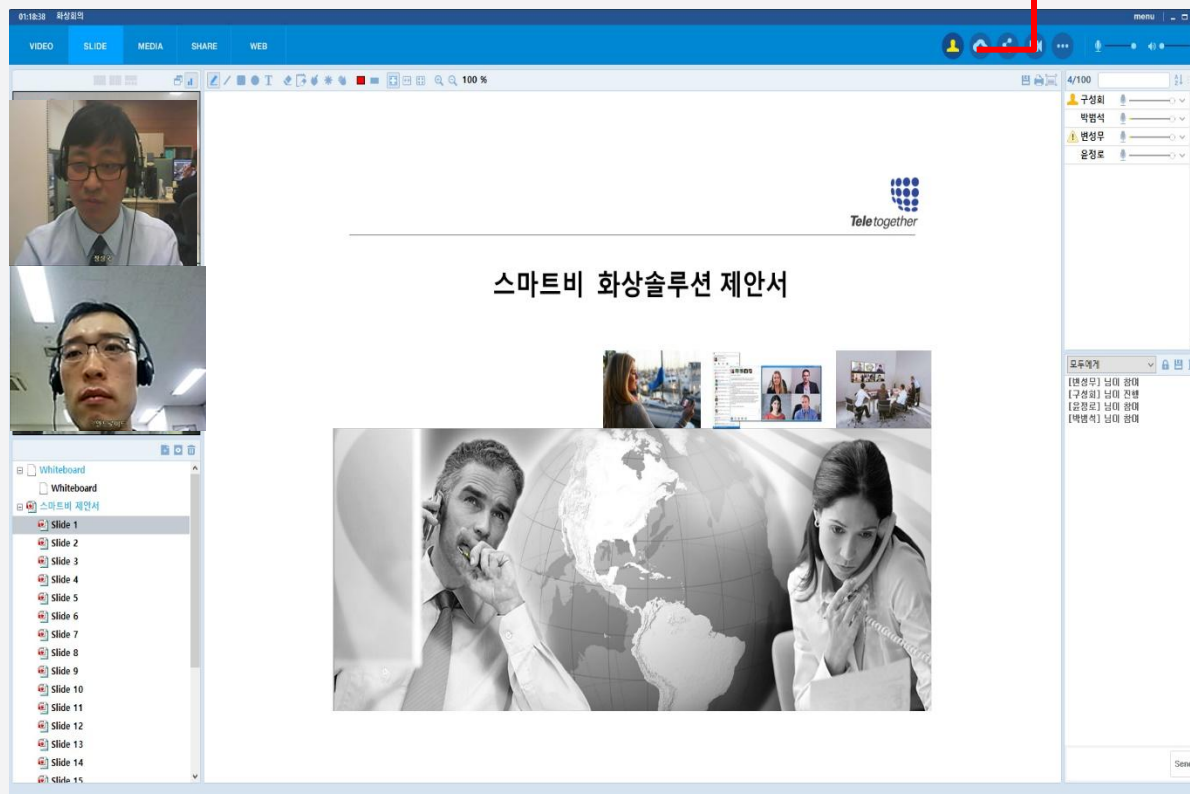 01:18:38 화상회의
menu
VIDEO SLIDE MEDIA SHARE WEB
T 100 %
4/100
구성회
박범석
변성무
윤정로
Teletogether
스마트비 화상솔루션 제안서
모두에게
[변성무] 님이 참여
[구성회] 님이 진행
[윤정로] 님이 참여
[박범석] 님이 참여
Whiteboard
Whiteboard
스마트비 제안서
Slide 1
Slide 2
Slide 3
Slide 4
Slide 5
Slide 6
Slide 7
Slide 8
Slide 9
Slide 10
Slide 11
Slide 12
Slide 13
Slide 14
Slide 15
Send